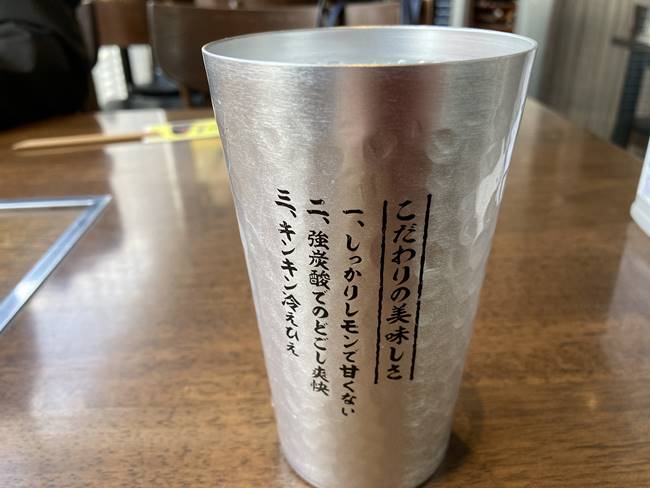 こだわりの美味しさ
一、しっかりレモンで甘くない
二、強炭酸でのどごし爽快
三、キンキン冷えひえ